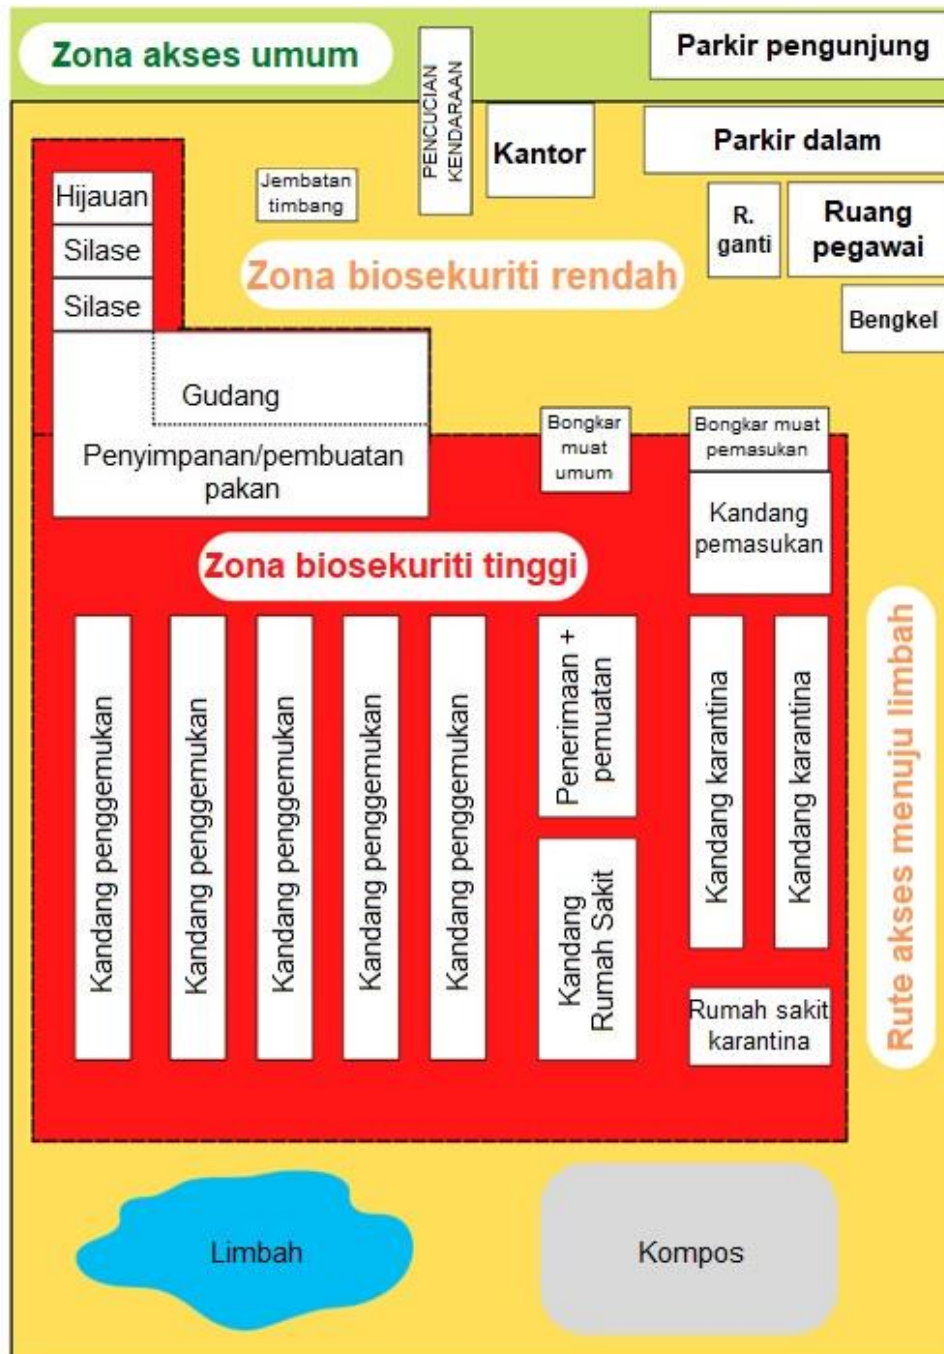 Zona akses umum
PENCUCIAN
KENDARAAN
Parkir pengunjung
Kantor
Parkir dalam
Hijauan
Jembatan
timbang
R.
ganti
Ruang
pegawai
Silase
Zona biosekuriti rendah
Silase
Bengkel
Gudang
Penyimpanan/pembuatan
pakan
Bongkar
muat
umum
Bongkar muat
pemasukan
Kandang
pemasukan
Zona biosekuriti tinggi
Kandang penggemukan
Kandang penggemukan
Kandang penggemukan
Kandang penggemukan
Kandang penggemukan
Penerimaan +
pemuatan
Kandang
Rumah Sakit
Kandang karantina
Kandang karantina
Rumah sakit
karantina
Rute akses menuju limbah
Limbah
Kompos